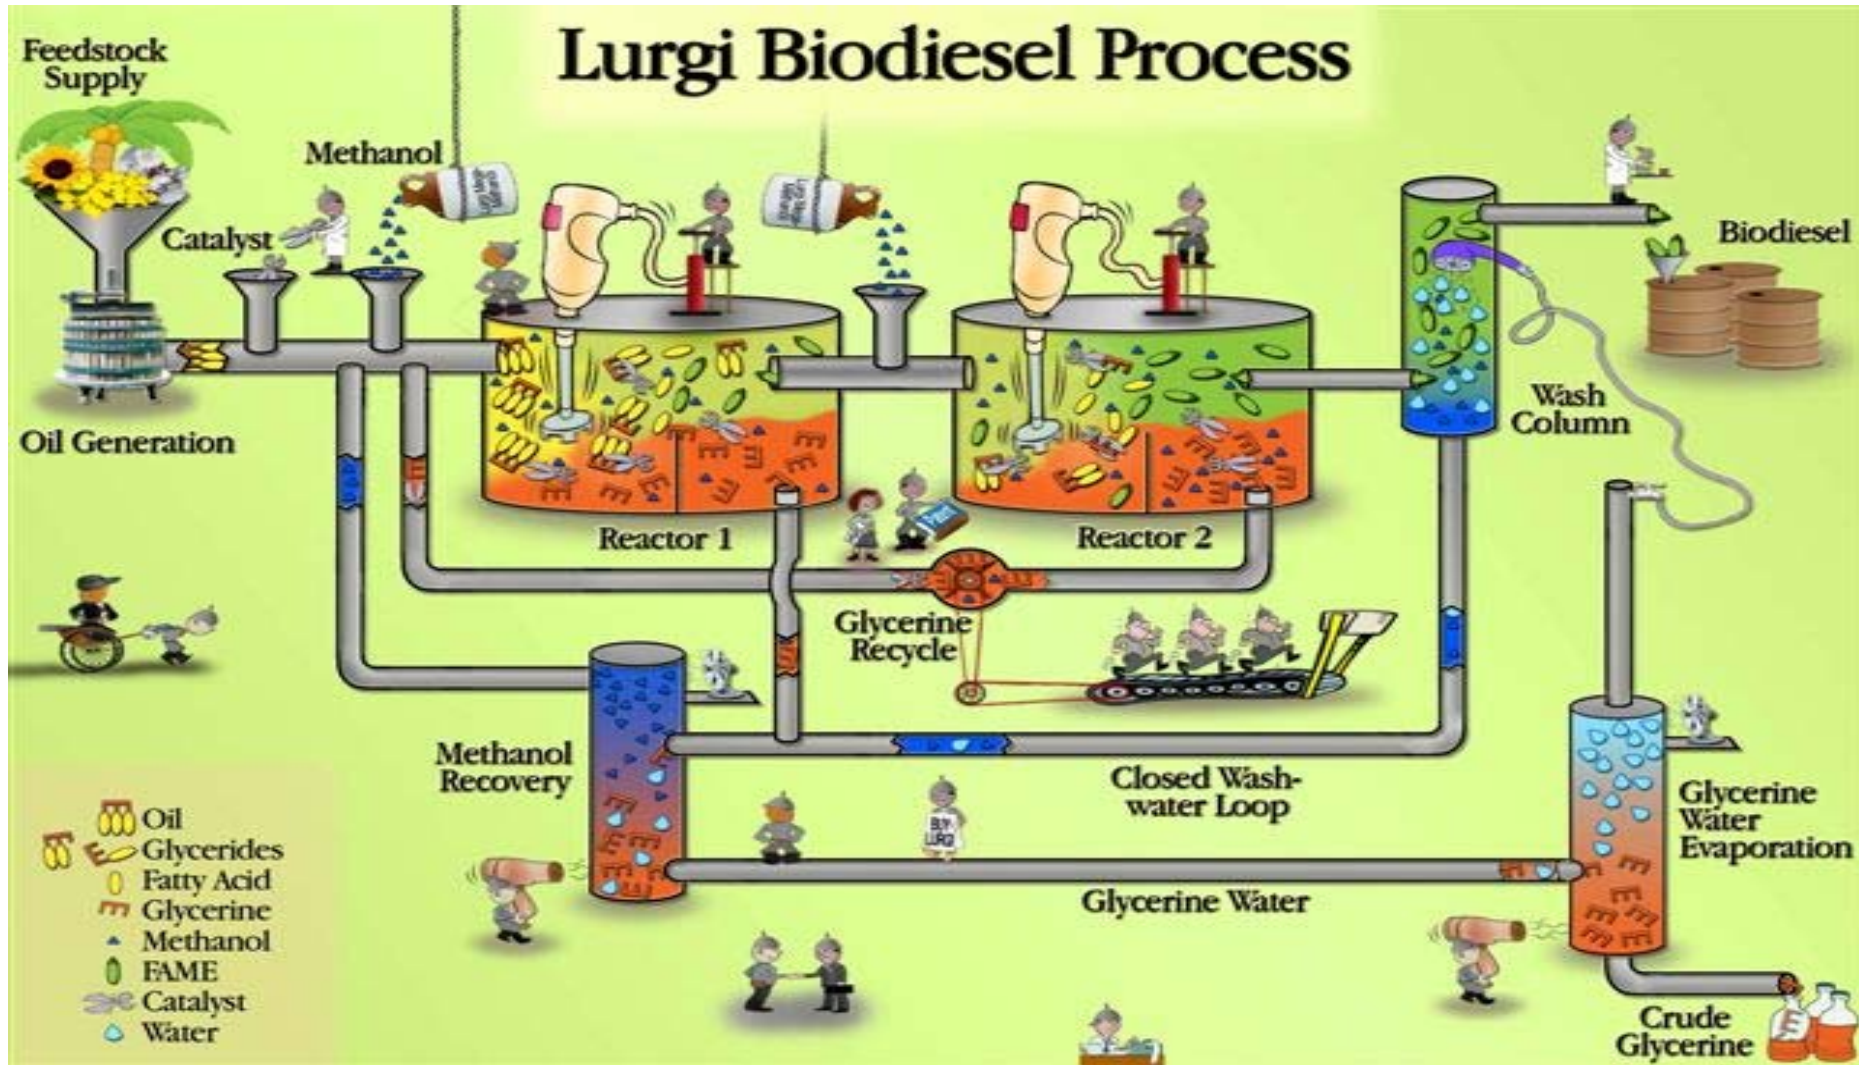 Lurgi Biodiesel Process
Feedstock
Supply
Methanol
Catalyst
Oil Generation
Reactor 1
Reactor 2
Biodiesel
Wash
Column
Glycerine
Recycle
Methanol
Recovery
Closed Wash-
water Loop
BUY
LURGI
Glycerine Water
Glycerine
Water
Evaporation
Crude
Glycerine
Oil
Glycerides
Fatty Acid
Glycerine
Methanol
FAME
Catalyst
Water